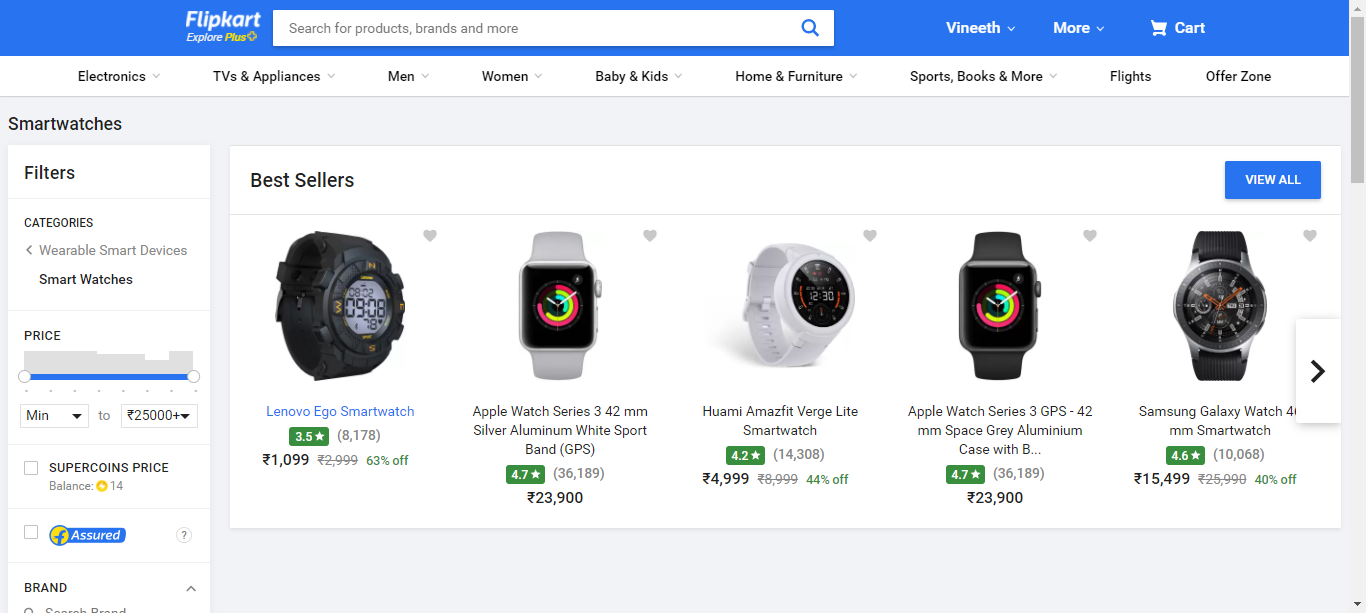 Flipkart
Explore Plus
Search for products, brands and more
Vineeth
More
Cart
Electronics
TVs & Appliances
Men
Women
Baby & Kids
Home & Furniture
Sports, Books & More
Flights
Offer Zone
Smartwatches
Filters
CATEGORIES
Wearable Smart Devices
Smart Watches
PRICE
Min
to
₹25000+
SUPERCOINS PRICE
Balance: 14
f Assured
?
BRAND
Search Brand
Best Sellers
VIEW ALL
Lenovo Ego Smartwatch
3.5 ★ (8,178)
₹1,099 ₹2,999 63% off
Apple Watch Series 3 42 mm
Silver Aluminum White Sport
Band (GPS)
4.7 ★ (36,189)
₹23,900
Huami Amazfit Verge Lite
Smartwatch
4.2 ★ (14,308)
₹4,999 ₹8,999 44% off
Apple Watch Series 3 GPS - 42
mm Space Grey Aluminium
Case with B...
4.7 ★ (36,189)
₹23,900
Samsung Galaxy Watch 46
mm Smartwatch
4.6 ★ (10,068)
₹15,499 ₹25,990 40% off